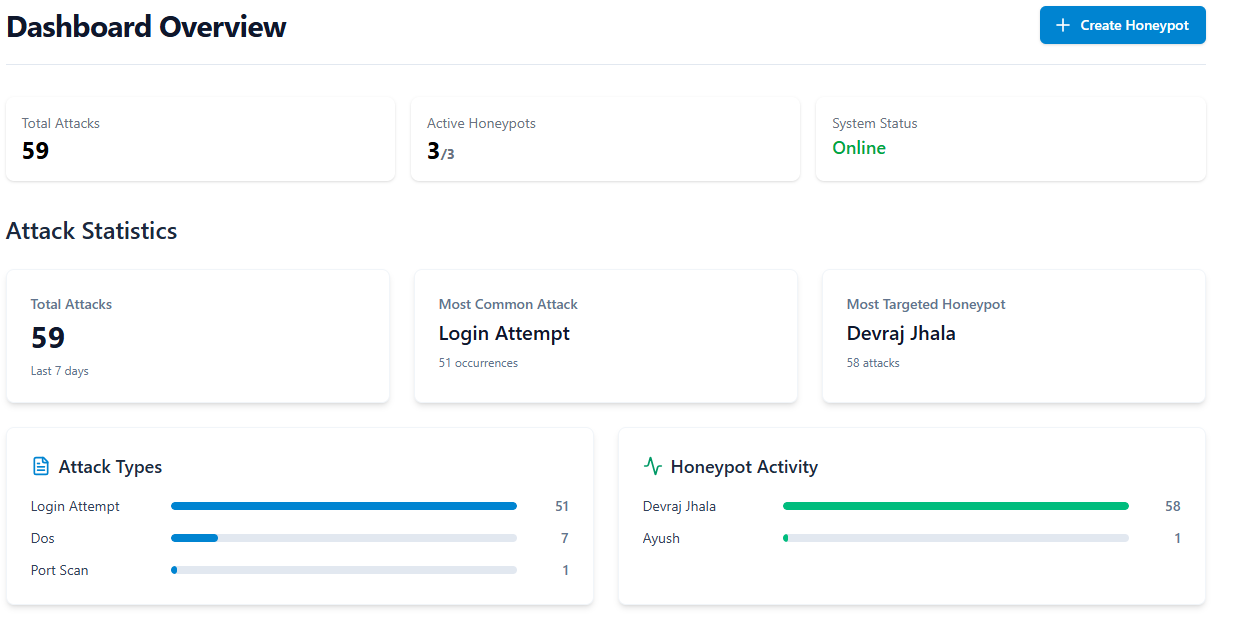 Dashboard Overview
Create Honeypot
Total Attacks
59
Active Honeypots
3/3
System Status
Online
Attack Statistics
Total Attacks
59
Last 7 days
Most Common Attack
Login Attempt
51 occurrences
Most Targeted Honeypot
Devraj Jhala
58 attacks
Attack Types
Login Attempt 51
Dos 7
Port Scan 1
Honeypot Activity
Devraj Jhala 58
Ayush 1